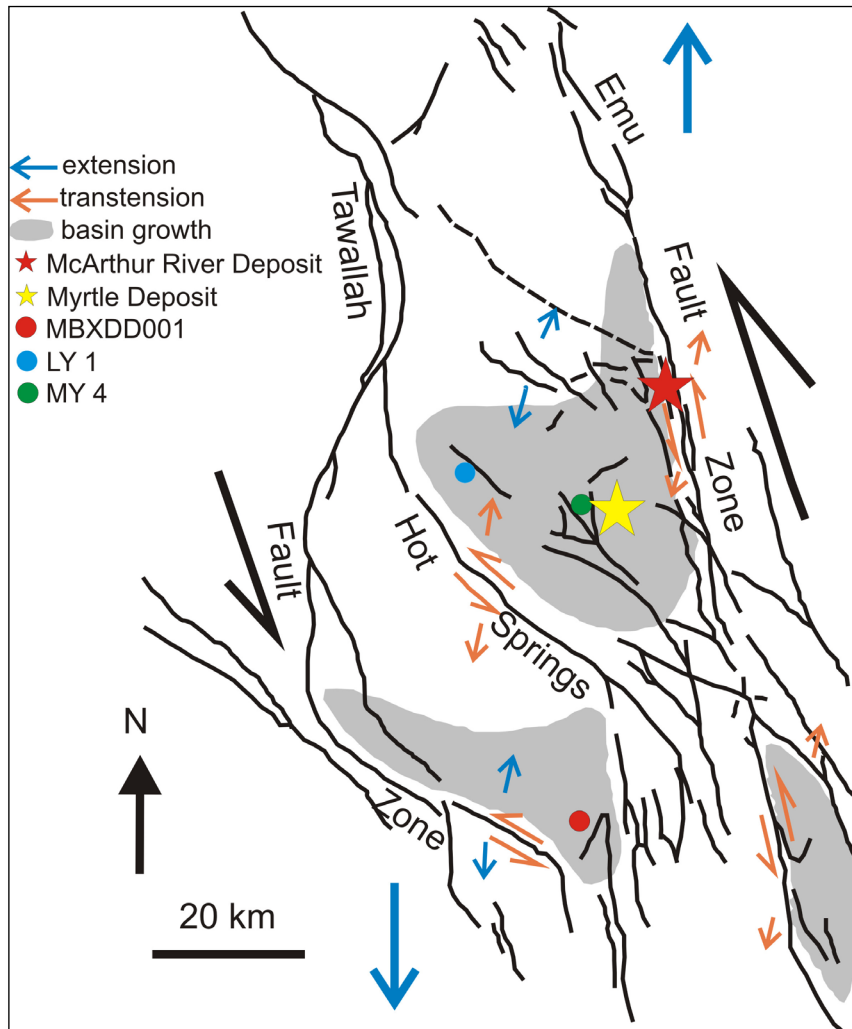 extension
transtension
basin growth
McArthur River Deposit
Myrtle Deposit
MBXDD001
LY 1
MY 4
Emu
Fault
Zone
Tawallah
Fault
Zone
Hot
Springs
N
20 km